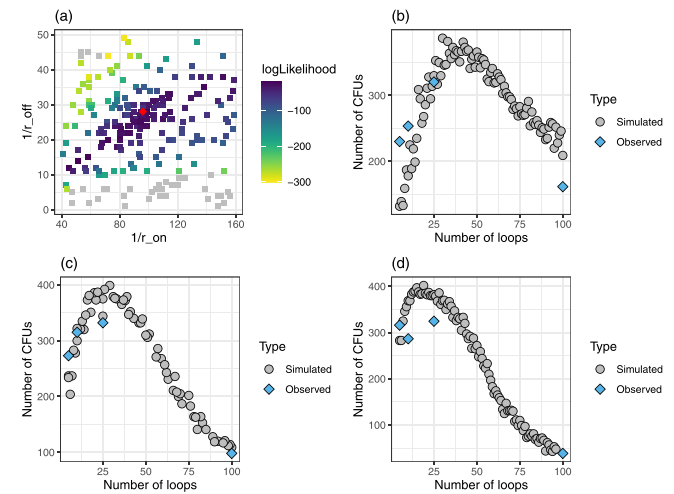 (a)
50
40
30
20
10
0
1/r_off
40
80
120
160
1/r_on
logLikelihood
−100
−200
−300
(b)
300
200
Number of CFUs
25
50
75
100
Number of loops
Type
Simulated
Observed
(c)
400
300
200
100
Number of CFUs
25
50
75
100
Number of loops
Type
Simulated
Observed
(d)
400
300
200
100
Number of CFUs
25
50
75
100
Number of loops
Type
Simulated
Observed